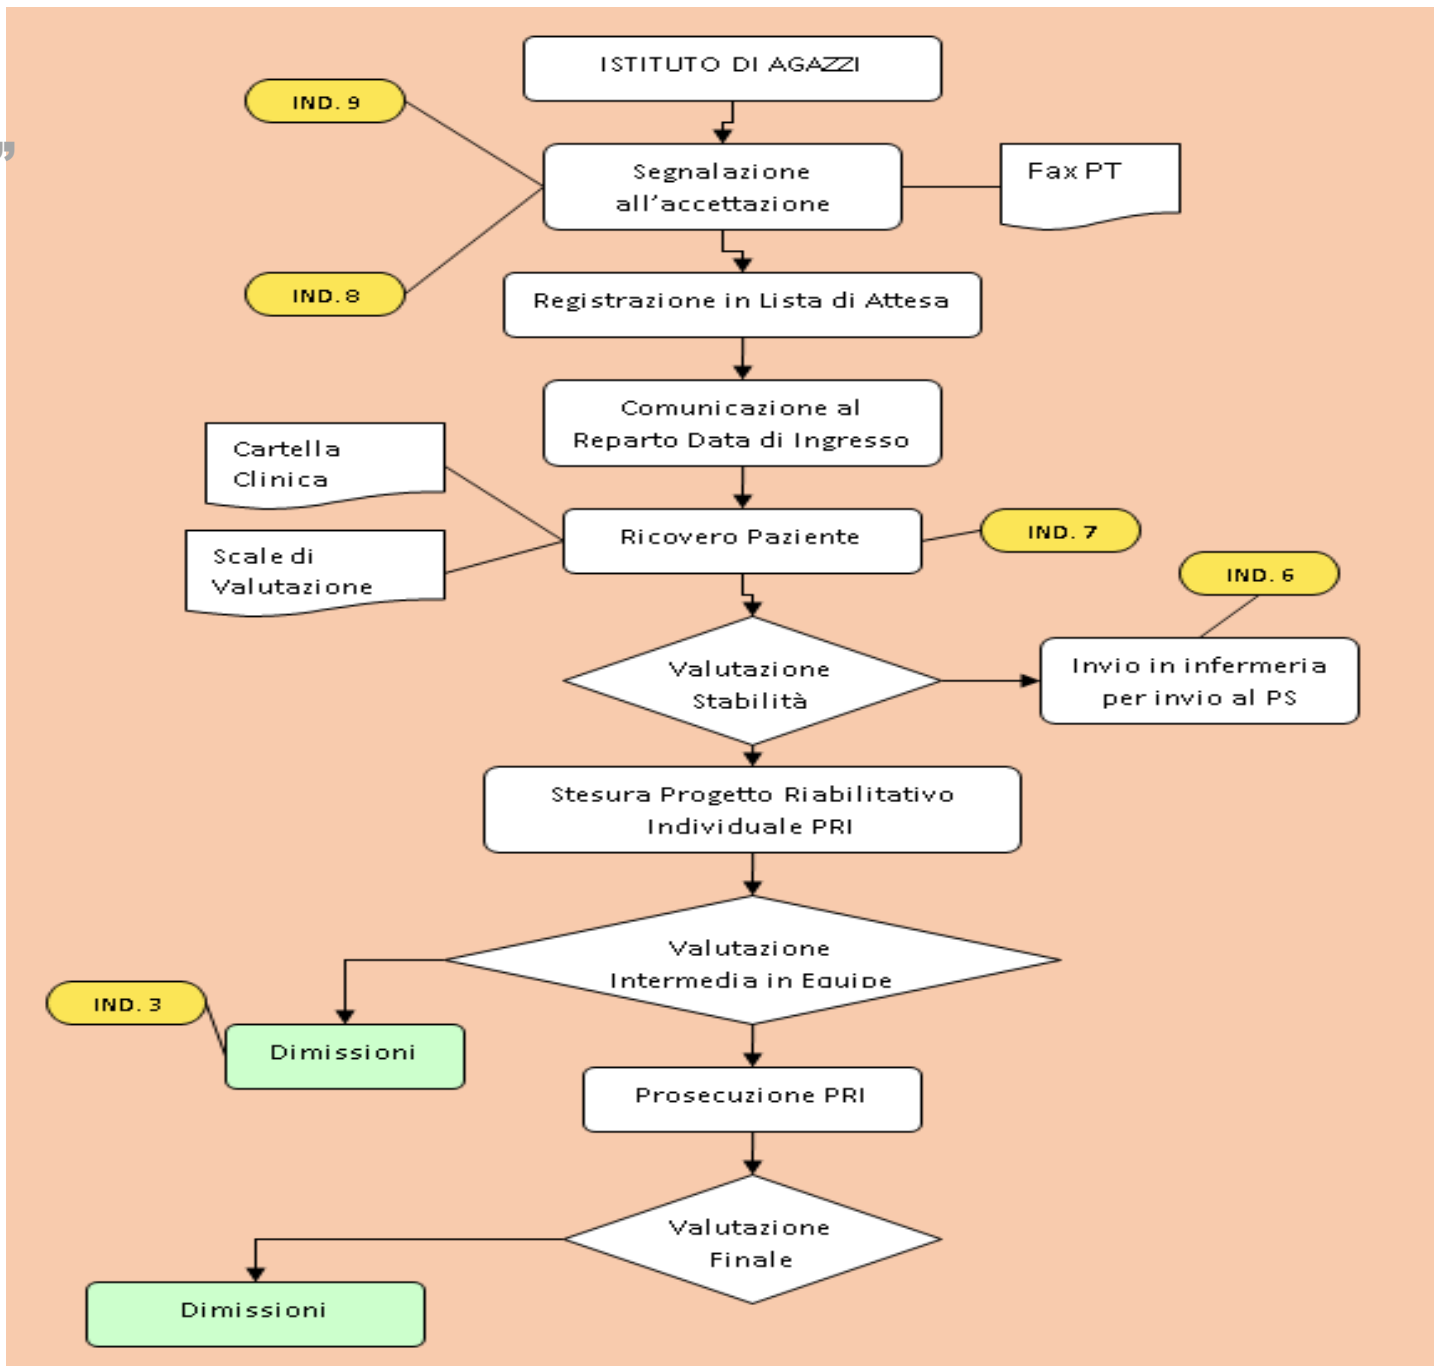 ISTITUTO DI AGAZZI
IND. 9
Segnalazione
all'accettazione
Fax PT
IND. 8
Registrazione in Lista di Attesa
Comunicazione al
Reparto Data di Ingresso
Cartella
Clinica
Ricovero Paziente
IND. 7
Scale di
Valutazione
IND. 6
Valutazione
Stabilità
Invio in infermeria
per invio al PS
Stesura Progetto Riabilitativo
Individuale PRI
Valutazione
Intermedia in Equipe
IND. 3
Dimissioni
Prosecuzione PRI
Valutazione
Finale
Dimissioni